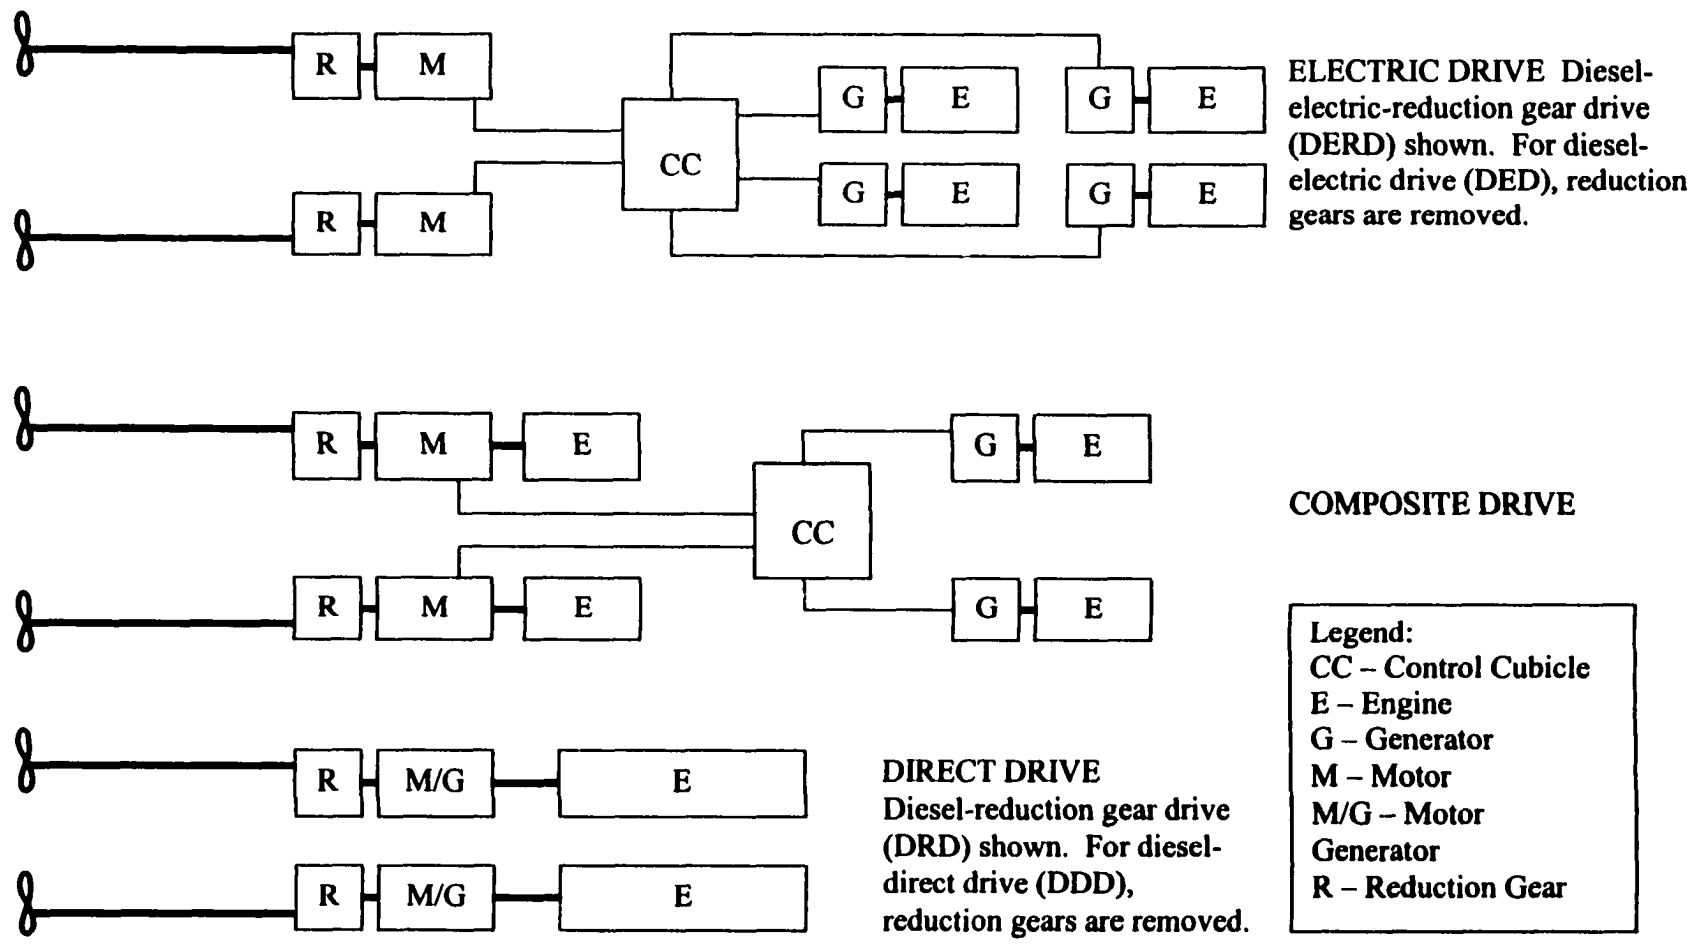 R M G E G E
CC
R M G E G E
ELECTRIC DRIVE Diesel-
electric-reduction gear drive
(DERD) shown. For diesel-
electric drive (DED), reduction
gears are removed.
R M E G E
CC
R M E G E
COMPOSITE DRIVE
R M/G E
R M/G E
DIRECT DRIVE
Diesel-reduction gear drive
(DRD) shown. For diesel-
direct drive (DDD),
reduction gears are removed.
Legend:
CC – Control Cubicle
E – Engine
G – Generator
M – Motor
M/G – Motor
Generator
R – Reduction Gear